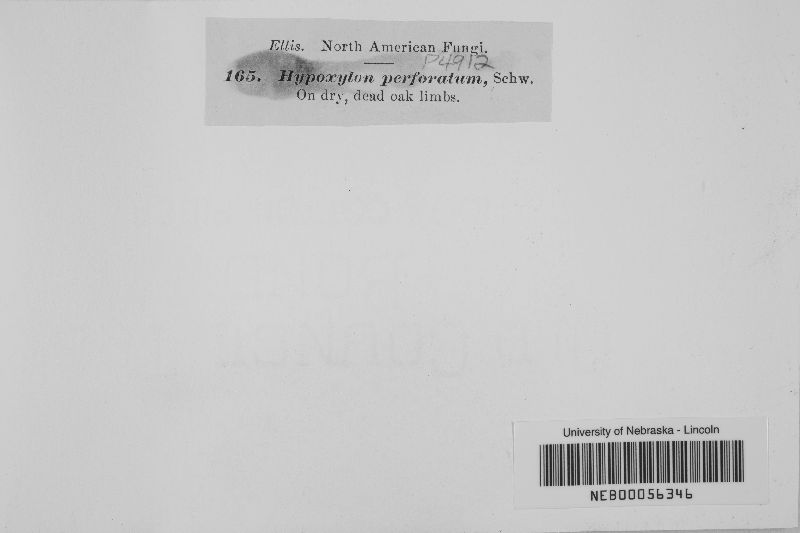 Ellis. North American Fungi.
P4912
165. Hypoxylon perforatum, Schw.
On dry, dead oak limbs.
University of Nebraska - Lincoln
NEB00056346